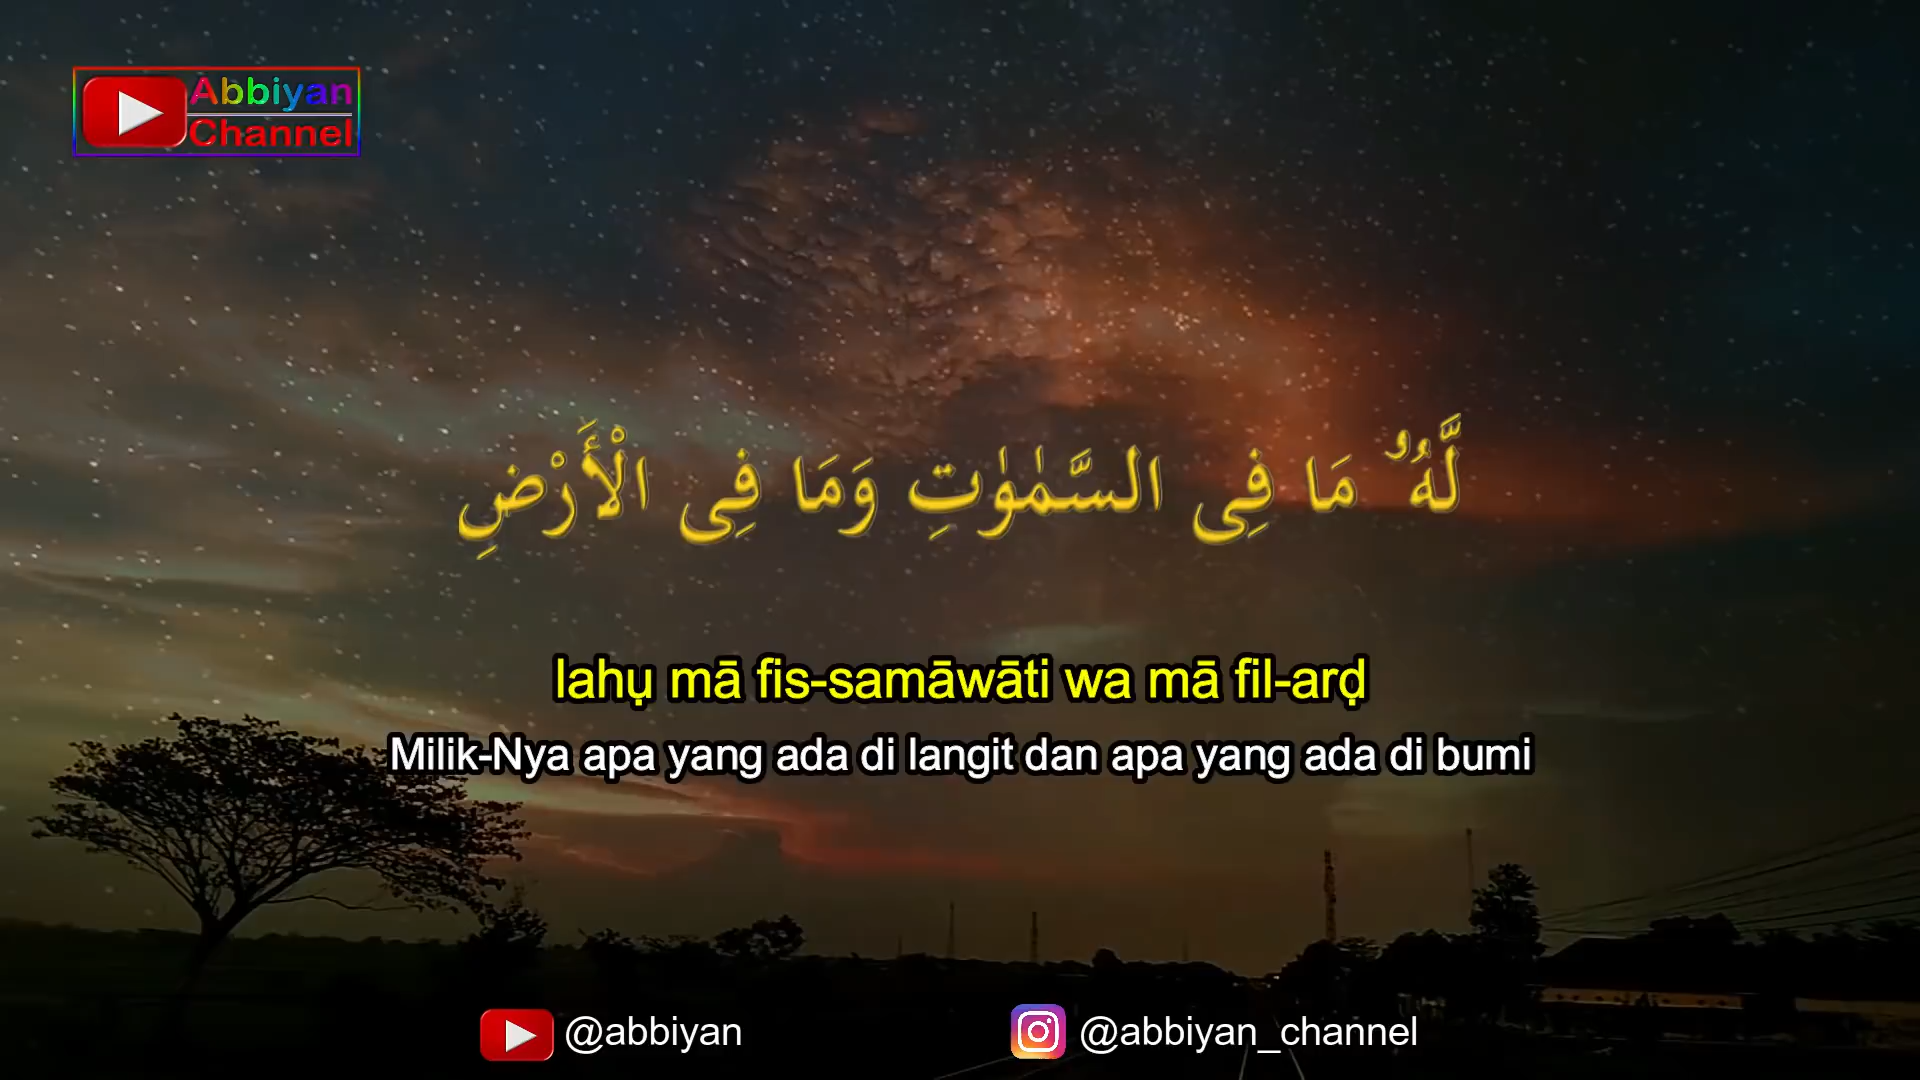 Abbiyan
Channel
لَّهُۥ مَا فِى السَّمٰوٰتِ وَمَا فِى الْأَرْضِ
lahụ mā fis-samāwāti wa mā fil-arḍ
Milik-Nya apa yang ada di langit dan apa yang ada di bumi
@abbiyan
@abbiyan_channel